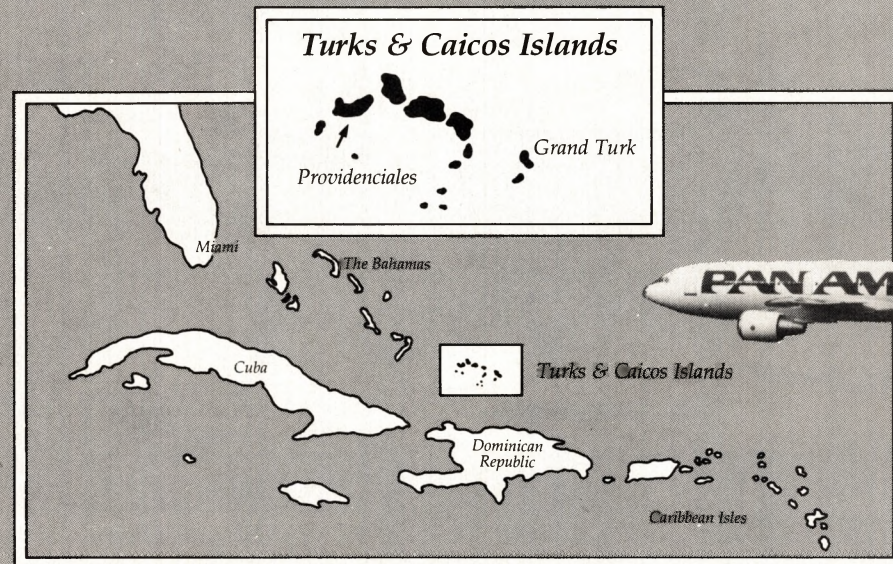 Turks & Caicos Islands
Grand Turk
Providenciales
Miami
The Bahamas
PAN AM
Cuba
Turks & Caicos Islands
Dominican
Republic
Caribbean Isles